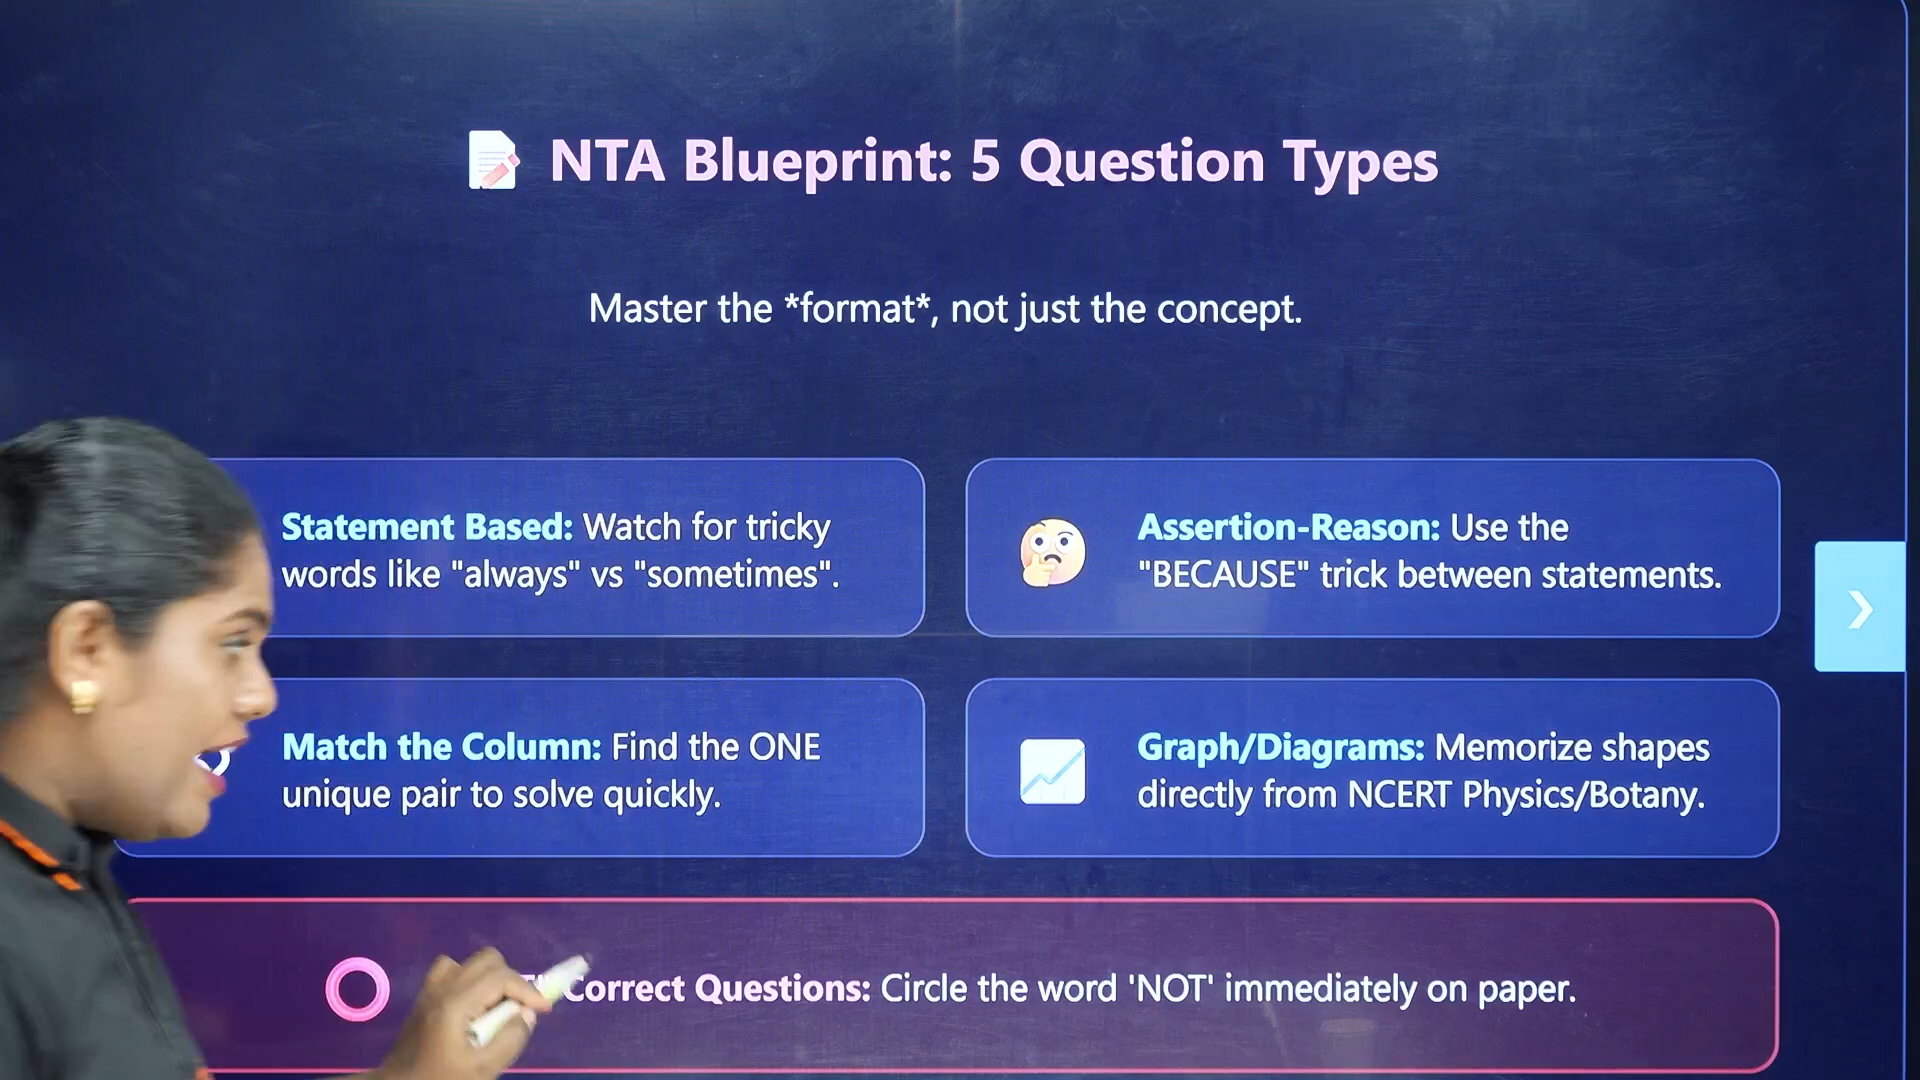 NTA Blueprint: 5 Question Types
Master the *format*, not just the concept.
Statement Based: Watch for tricky
words like "always" vs "sometimes".
Assertion-Reason: Use the
"BECAUSE" trick between statements.
Match the Column: Find the ONE
unique pair to solve quickly.
Graph/Diagrams: Memorize shapes
directly from NCERT Physics/Botany.
Correct Questions: Circle the word 'NOT' immediately on paper.